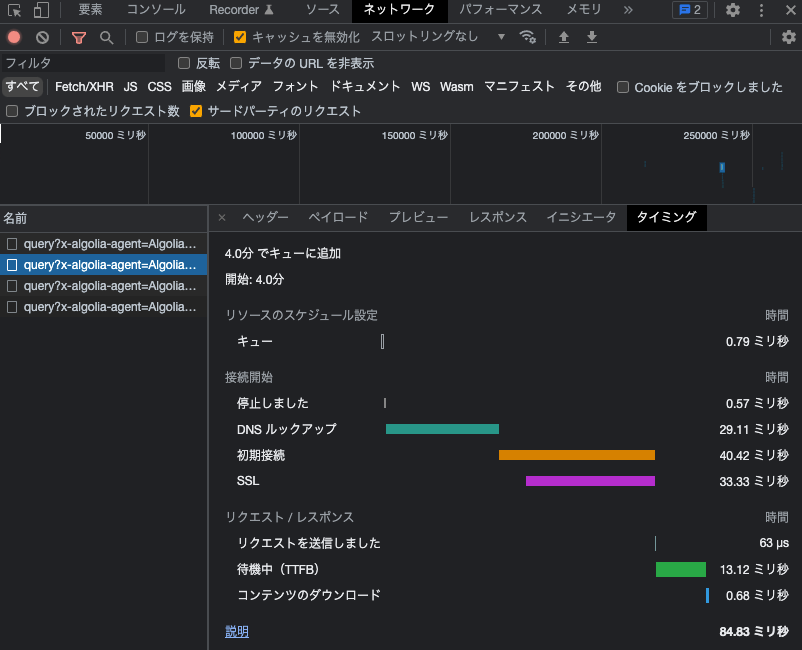 要素 コンソール Recorder ソース ネットワーク パフォーマンス メモリ » 2
ログを保持 キャッシュを無効化 スロットリングなし
フィルタ 反転 データの URL を非表示
すべて Fetch/XHR JS CSS 画像 メディア フォント ドキュメント WS Wasm マニフェスト その他 Cookie をブロックしました
ブロックされたリクエスト数 サードパーティのリクエスト
50000 ミリ秒 100000 ミリ秒 150000 ミリ秒 200000 ミリ秒 250000 ミリ秒
名前
× ヘッダー ペイロード プレビュー レスポンス イニシエータ タイミング
query?x-algolia-agent=Algolia…
query?x-algolia-agent=Algolia…
query?x-algolia-agent=Algolia…
query?x-algolia-agent=Algolia…
4.0分 でキューに追加
開始: 4.0分
リソースのスケジュール設定 時間
キュー 0.79 ミリ秒
接続開始 時間
停止しました 0.57 ミリ秒
DNS ルックアップ 29.11 ミリ秒
初期接続 40.42 ミリ秒
SSL 33.33 ミリ秒
リクエスト / レスポンス 時間
リクエストを送信しました 63 μs
待機中（TTFB） 13.12 ミリ秒
コンテンツのダウンロード 0.68 ミリ秒
説明 84.83 ミリ秒